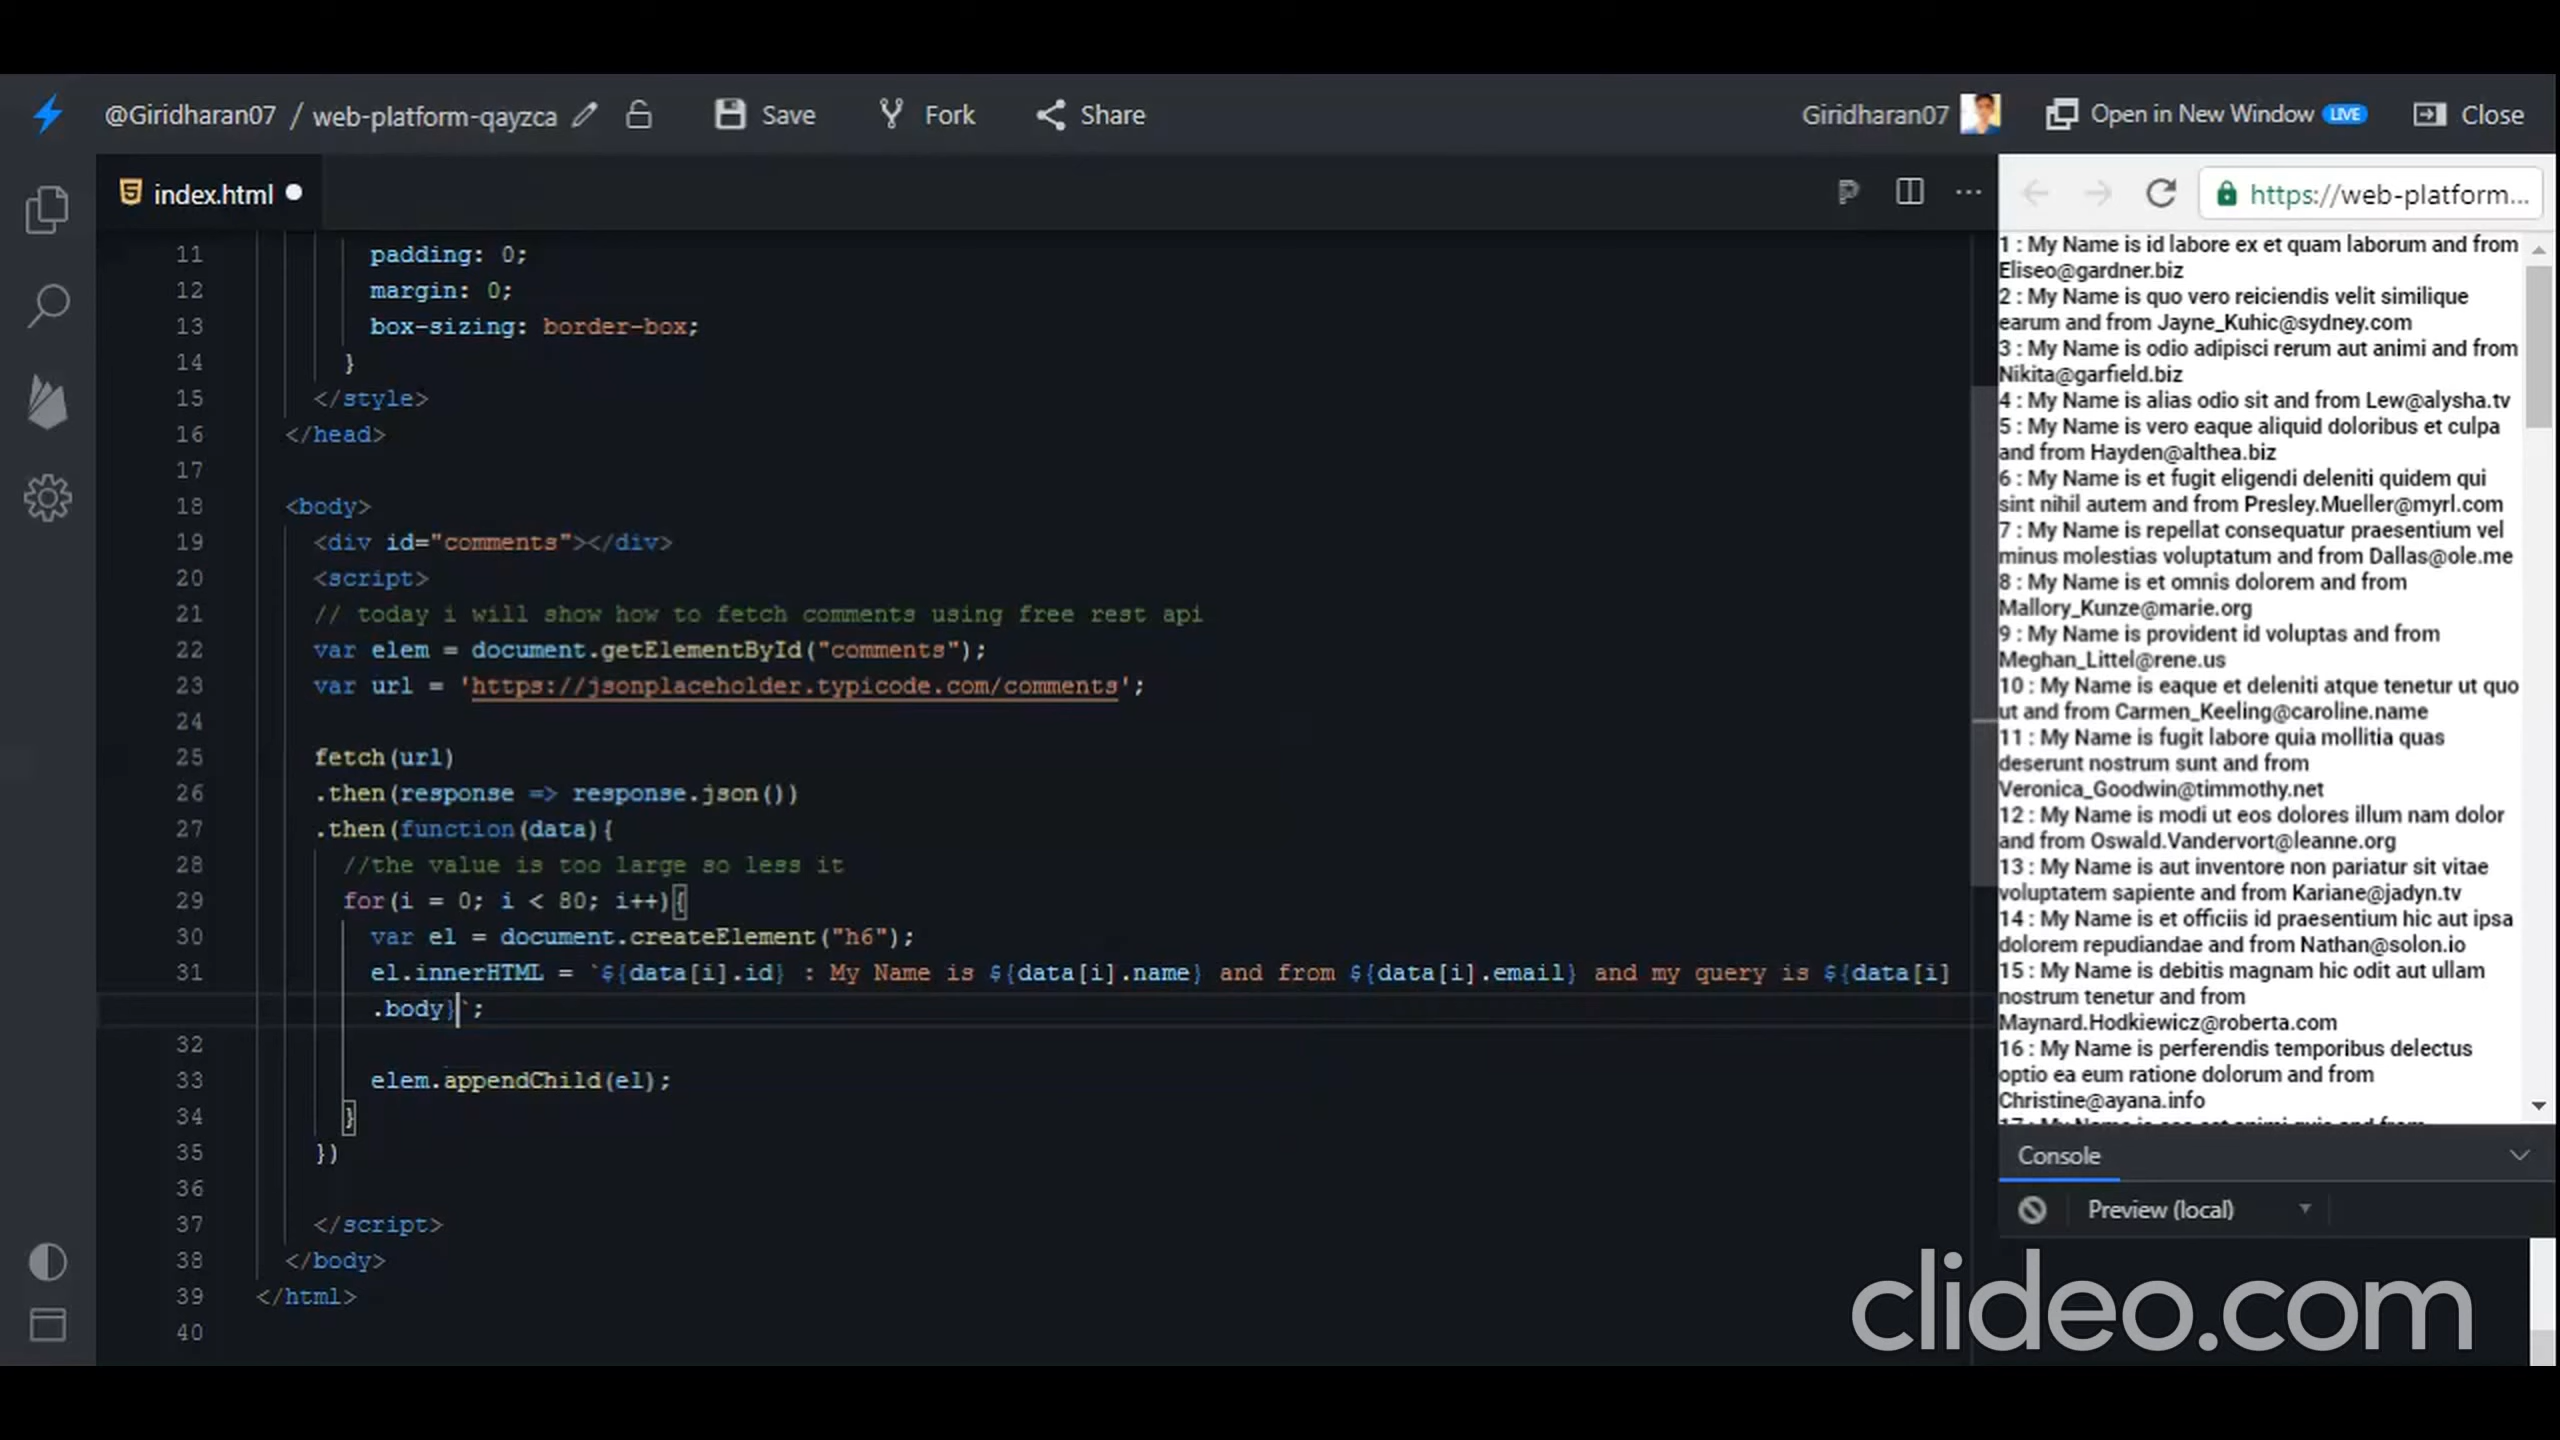 @Giridharan07 / web-platform-qayzca Save Fork Share Giridharan07 Open in New Window LIVE Close
index.html
https://web-platform...
11 padding: 0;
12 margin: 0;
13 box-sizing: border-box;
14 }
15 </style>
16 </head>
17
18 <body>
19 <div id="comments"></div>
20 <script>
21 // today i will show how to fetch comments using free rest api
22 var elem = document.getElementById("comments");
23 var url = 'https://jsonplaceholder.typicode.com/comments';
24
25 fetch(url)
26 .then(response => response.json())
27 .then(function(data){
28 //the value is too large so less it
29 for(i = 0; i < 80; i++){
30 var el = document.createElement("h6");
31 el.innerHTML = `${data[i].id} : My Name is ${data[i].name} and from ${data[i].email} and my query is ${data[i]
.body}`;
32
33 elem.appendChild(el);
34 }
35 })
36
37 </script>
38 </body>
39 </html>
40
1 : My Name is id labore ex et quam laborum and from
Eliseo@gardner.biz
2 : My Name is quo vero reiciendis velit similique
earum and from Jayne_Kuhic@sydney.com
3 : My Name is odio adipisci rerum aut animi and from
Nikita@garfield.biz
4 : My Name is alias odio sit and from Lew@alysha.tv
5 : My Name is vero eaque aliquid doloribus et culpa
and from Hayden@althea.biz
6 : My Name is et fugit eligendi deleniti quidem qui
sint nihil autem and from Presley.Mueller@myrl.com
7 : My Name is repellat consequatur praesentium vel
minus molestias voluptatum and from Dallas@ole.me
8 : My Name is et omnis dolorem and from
Mallory_Kunze@marie.org
9 : My Name is provident id voluptas and from
Meghan_Littel@rene.us
10 : My Name is eaque et deleniti atque tenetur ut quo
ut and from Carmen_Keeling@caroline.name
11 : My Name is fugit labore quia mollitia quas
deserunt nostrum sunt and from
Veronica_Goodwin@timmothy.net
12 : My Name is modi ut eos dolores illum nam dolor
and from Oswald.Vandervort@leanne.org
13 : My Name is aut inventore non pariatur sit vitae
voluptatem sapiente and from Kariane@jadyn.tv
14 : My Name is et officiis id praesentium hic aut ipsa
dolorem repudiandae and from Nathan@solon.io
15 : My Name is debitis magnam hic odit aut ullam
nostrum tenetur and from
Maynard.Hodkiewicz@roberta.com
16 : My Name is perferendis temporibus delectus
optio ea eum ratione dolorum and from
Christine@ayana.info
Console
Preview (local)
clideo.com